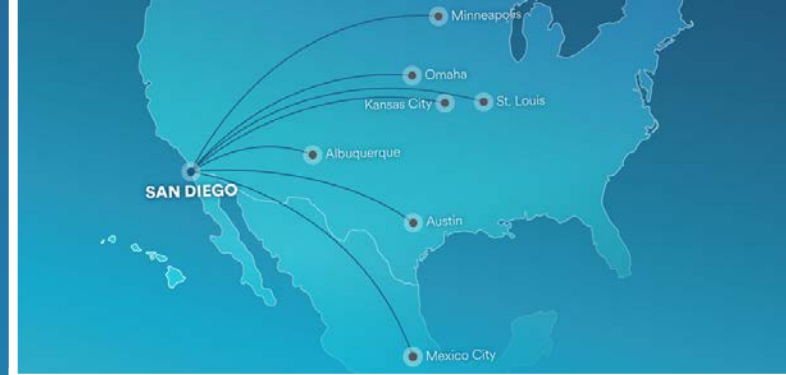 Minneapolis
Omaha
Kansas City
St. Louis
Albuquerque
SAN DIEGO
Austin
Mexico City